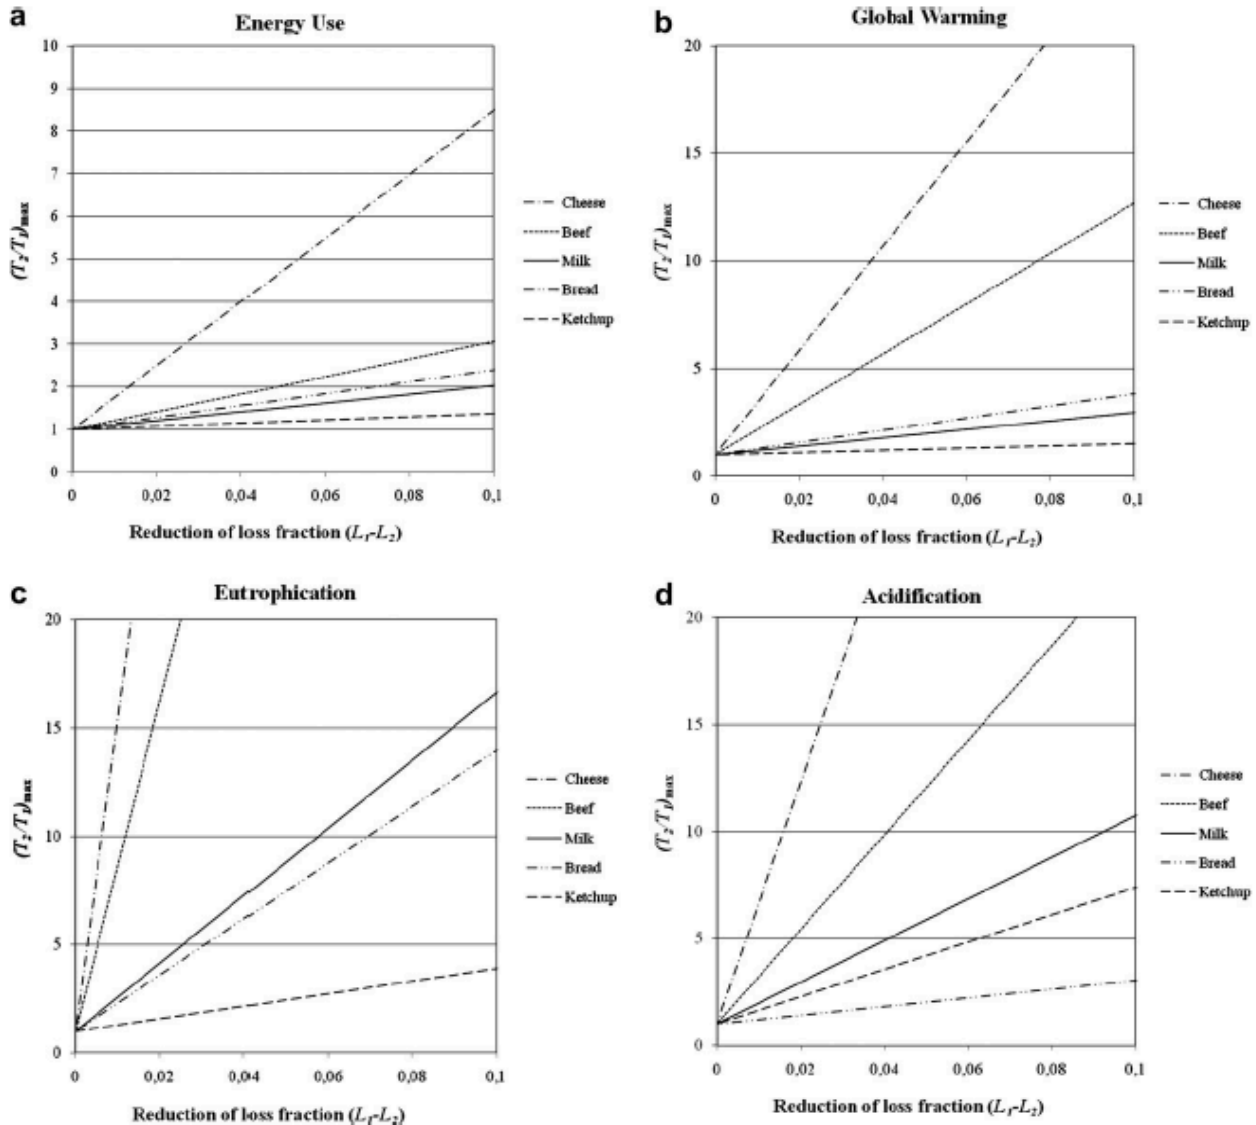 a
Energy Use
10
9
8
7
6
5
4
3
2
1
0
(T2/T1)max
0
0,02
0,04
0,06
0,08
0,1
Reduction of loss fraction (L1-L2)
Cheese
Beef
Milk
Bread
Ketchup
b
Global Warming
20
15
10
5
0
(T2/T1)max
0
0,02
0,04
0,06
0,08
0,1
Reduction of loss fraction (L1-L2)
Cheese
Beef
Milk
Bread
Ketchup
c
Eutrophication
20
15
10
5
0
(T2/T1)max
0
0,02
0,04
0,06
0,08
0,1
Reduction of loss fraction (L1-L2)
Cheese
Beef
Milk
Bread
Ketchup
d
Acidification
20
15
10
5
0
(T2/T1)max
0
0,02
0,04
0,06
0,08
0,1
Reduction of loss fraction (L1-L2)
Cheese
Beef
Milk
Bread
Ketchup